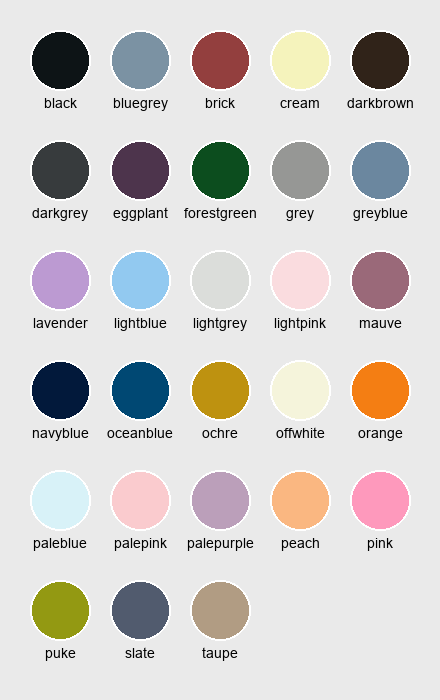 black bluegrey brick cream darkbrown
darkgrey eggplant forestgreen grey greyblue
lavender lightblue lightgrey lightpink mauve
navyblue oceanblue ochre offwhite orange
paleblue palepink palepurple peach pink
puke slate taupe